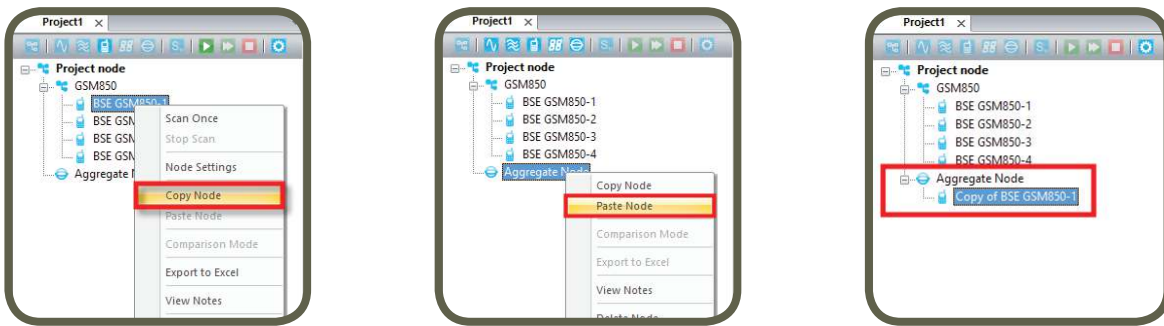 Project1 ×
S..
Project node
GSM850
BSE GSM850-1
BSE GSM
BSE GSM
BSE GSM
Aggregate
Scan Once
Stop Scan
Node Settings
Copy Node
Paste Node
Comparison Mode
Export to Excel
View Notes
Project1 ×
S..
Project node
GSM850
BSE GSM850-1
BSE GSM850-2
BSE GSM850-3
BSE GSM850-4
Aggregate Node
Copy Node
Paste Node
Comparison Mode
Export to Excel
View Notes
Delete Node
Project1 ×
S..
Project node
GSM850
BSE GSM850-1
BSE GSM850-2
BSE GSM850-3
BSE GSM850-4
Aggregate Node
Copy of BSE GSM850-1